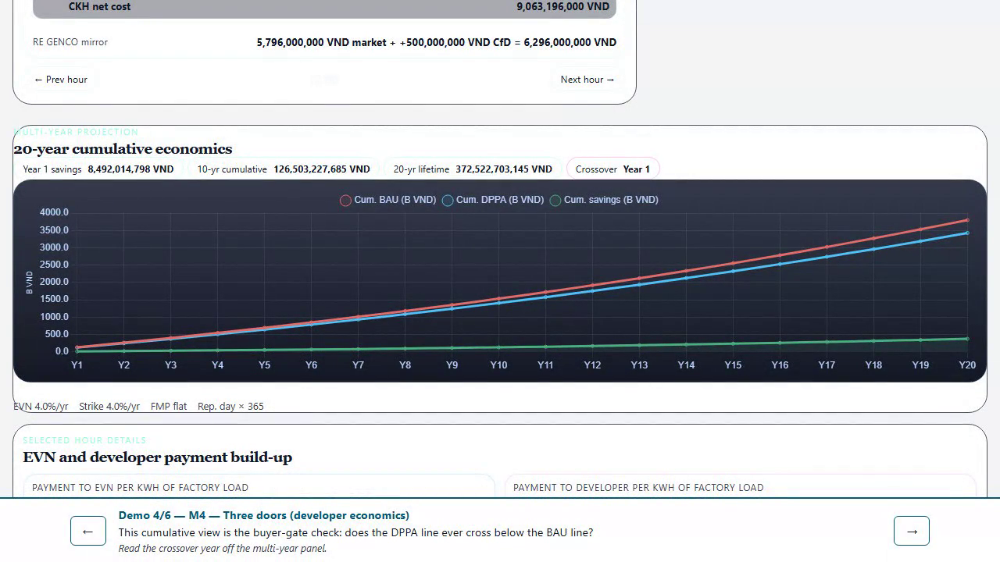 CKH net cost 9,063,196,000 VND
RE GENCO mirror 5,796,000,000 VND market + +500,000,000 VND CfD = 6,296,000,000 VND
← Prev hour Next hour →
MULTI-YEAR PROJECTION
20-year cumulative economics
Year 1 savings 8,492,014,798 VND 10-yr cumulative 126,503,227,685 VND 20-yr lifetime 372,522,703,145 VND Crossover Year 1
Cum. BAU (B VND) Cum. DPPA (B VND) Cum. savings (B VND)
4000.0
3500.0
3000.0
2500.0
2000.0
1500.0
1000.0
500.0
0.0
B VND
Y1 Y2 Y3 Y4 Y5 Y6 Y7 Y8 Y9 Y10 Y11 Y12 Y13 Y14 Y15 Y16 Y17 Y18 Y19 Y20
EVN 4.0%/yr Strike 4.0%/yr FMP flat Rep. day × 365
SELECTED HOUR DETAILS
EVN and developer payment build-up
PAYMENT TO EVN PER KWH OF FACTORY LOAD PAYMENT TO DEVELOPER PER KWH OF FACTORY LOAD
Demo 4/6 — M4 — Three doors (developer economics)
← This cumulative view is the buyer-gate check: does the DPPA line ever cross below the BAU line? →
Read the crossover year off the multi-year panel.